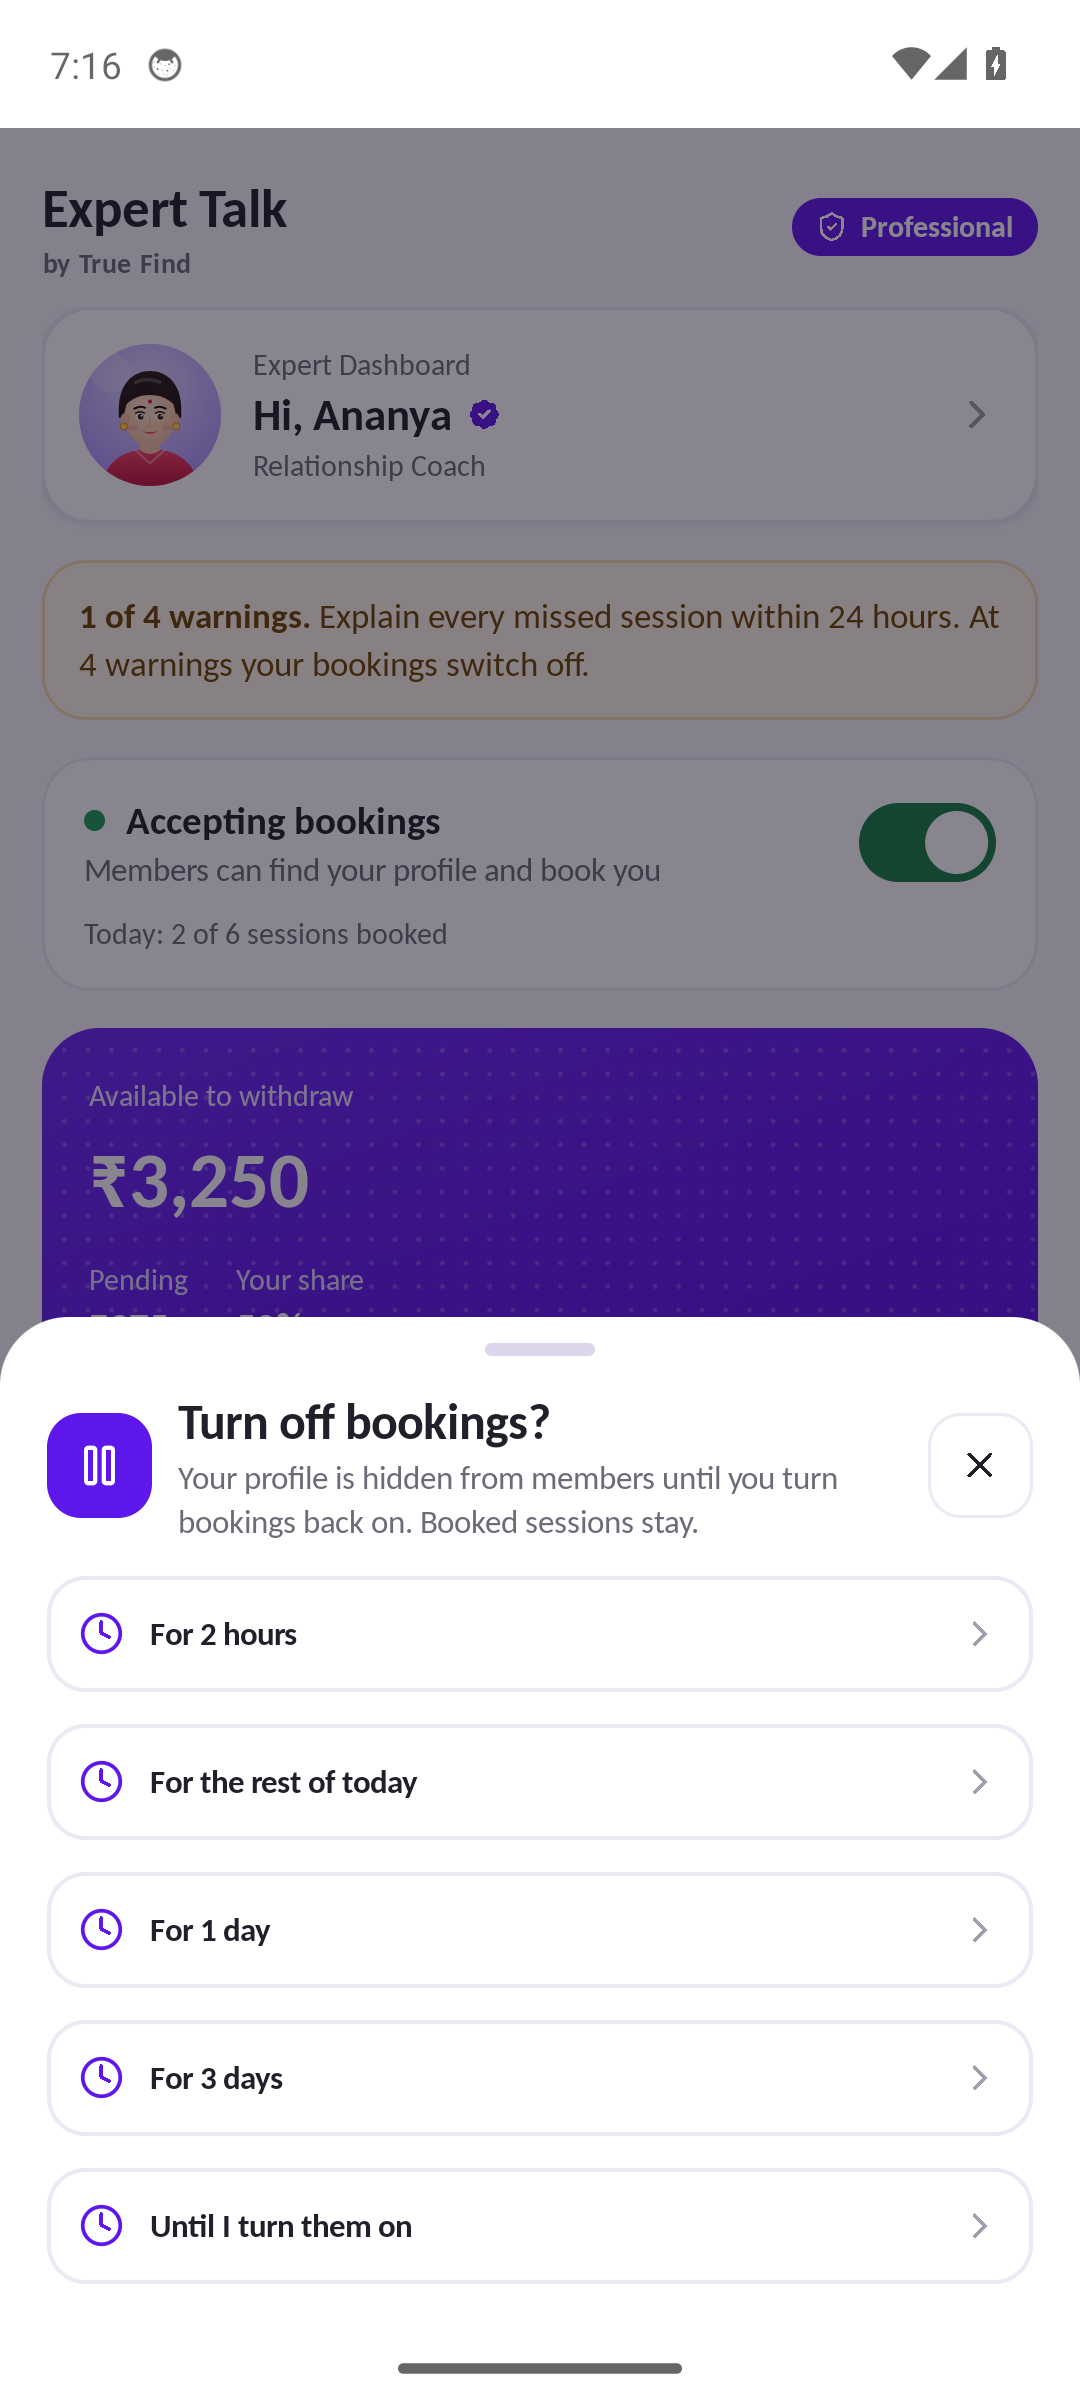 7:16
Expert Talk
by True Find
Professional
Expert Dashboard
Hi, Ananya
Relationship Coach
1 of 4 warnings. Explain every missed session within 24 hours. At
4 warnings your bookings switch off.
Accepting bookings
Members can find your profile and book you
Today: 2 of 6 sessions booked
Available to withdraw
₹3,250
Pending
Your share
Turn off bookings?
Your profile is hidden from members until you turn
bookings back on. Booked sessions stay.
For 2 hours
For the rest of today
For 1 day
For 3 days
Until I turn them on